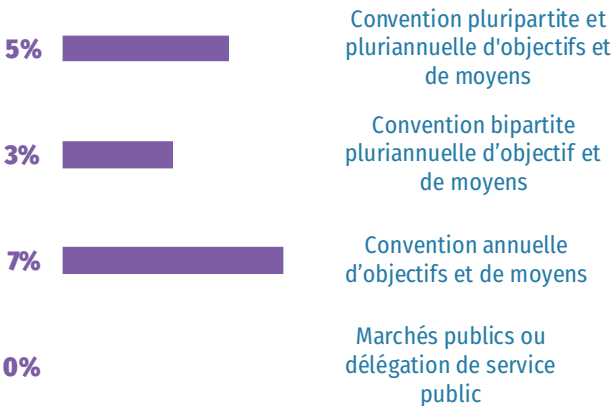 5%
Convention pluripartite et
pluriannuelle d'objectifs et
de moyens
3%
Convention bipartite
pluriannuelle d’objectif et
de moyens
7%
Convention annuelle
d’objectifs et de moyens
0%
Marchés publics ou
délégation de service
public